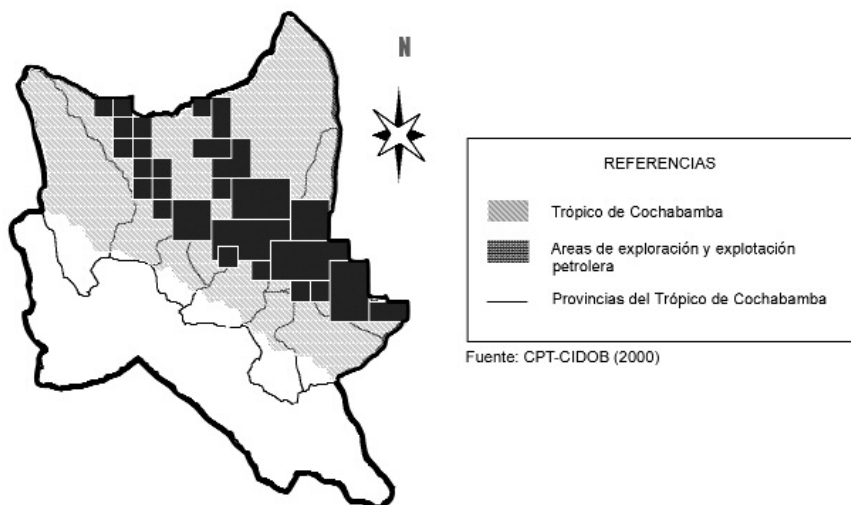 N
REFERENCIAS
Trópico de Cochabamba
Areas de exploración y explotación
petrolera
Provincias del Trópico de Cochabamba
Fuente: CPT-CIDOB (2000)